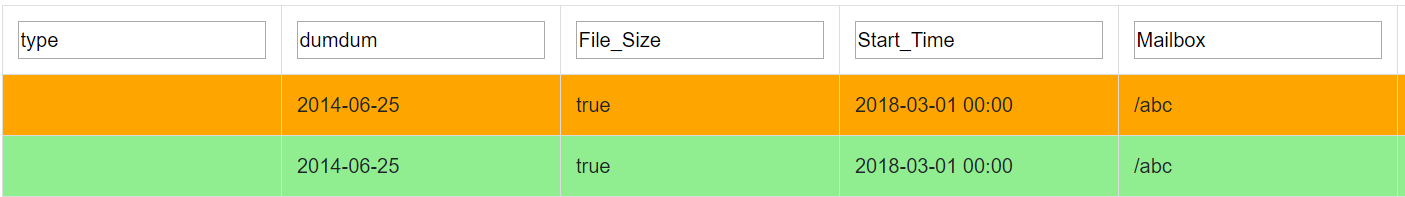 type dumdum File_Size Start_Time Mailbox
2014-06-25 true 2018-03-01 00:00 /abc
2014-06-25 true 2018-03-01 00:00 /abc